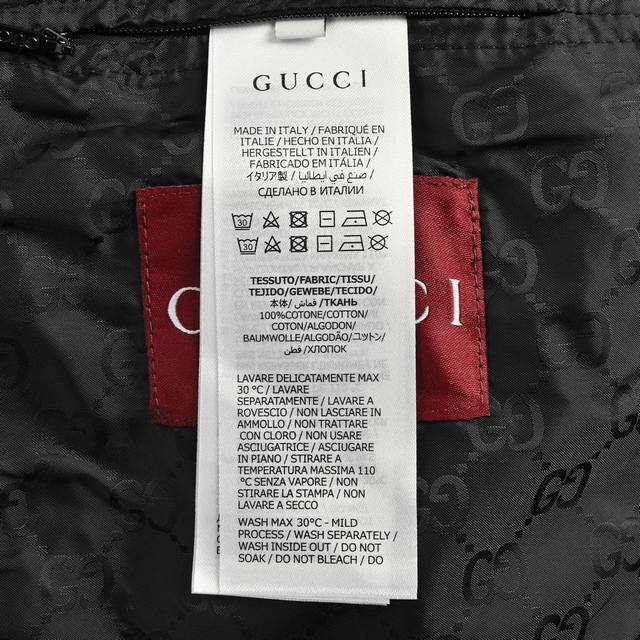 GUCCI
MADE IN ITALY / FABRIQUÉ EN
ITALIE / HECHO EN ITALIA /
HERGESTELLT IN ITALIEN /
FABRICADO EM ITÁLIA /
イタリア製 / صنع في ايطاليا /
СДЕЛАНО В ИТАЛИИ
30
30
TESSUTO/FABRIC/TISSU/
TEJIDO/GEWEBE/TECIDO/
本体/ قماش /ТКАНЬ
100%COTONE/COTTON/
COTON/ALGODON/
BAUMWOLLE/ALGODÃO/コットン/
قطن /ХЛОПОК
G CI
LAVARE DELICATAMENTE MAX
30 °C / LAVARE
SEPARATAMENTE / LAVARE A
ROVESCIO / NON LASCIARE IN
AMMOLLO / NON TRATTARE
CON CLORO / NON USARE
ASCIUGATRICE / ASCIUGARE
IN PIANO / STIRARE A
TEMPERATURA MASSIMA 110
°C SENZA VAPORE / NON
STIRARE LA STAMPA / NON
LAVARE A SECCO
WASH MAX 30°C - MILD
PROCESS / WASH SEPARATELY
/ WASH INSIDE OUT / DO NOT
SOAK / DO NOT BLEACH / DO